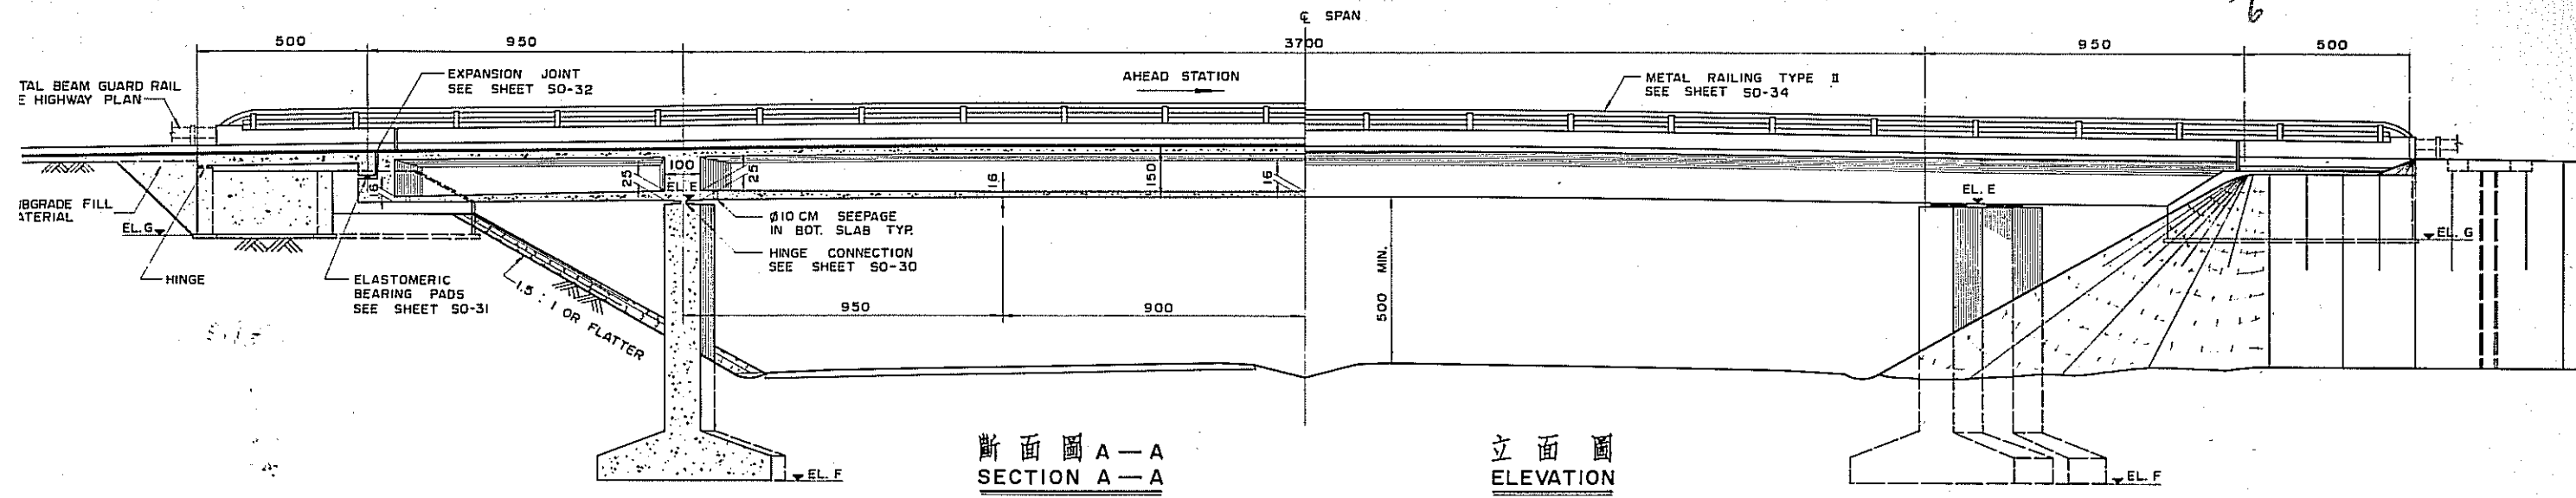 ℄ SPAN
500
950
3700
950
500
TAL BEAM GUARD RAIL
E HIGHWAY PLAN
EXPANSION JOINT
SEE SHEET SO-32
AHEAD STATION
METAL RAILING TYPE II
SEE SHEET SO-34
100
25
EL.E
25
16
16
150
16
BGRADE FILL
ATERIAL
EL.G
Ø10 CM SEEPAGE
IN BOT. SLAB TYP.
HINGE CONNECTION
SEE SHEET SO-30
HINGE
ELASTOMERIC
BEARING PADS
SEE SHEET SO-31
1.5 : 1 OR FLATTER
950
900
500 MIN.
EL.E
EL.G
斷面圖 A — A
SECTION A — A
立面圖
ELEVATION
EL.F
EL.F